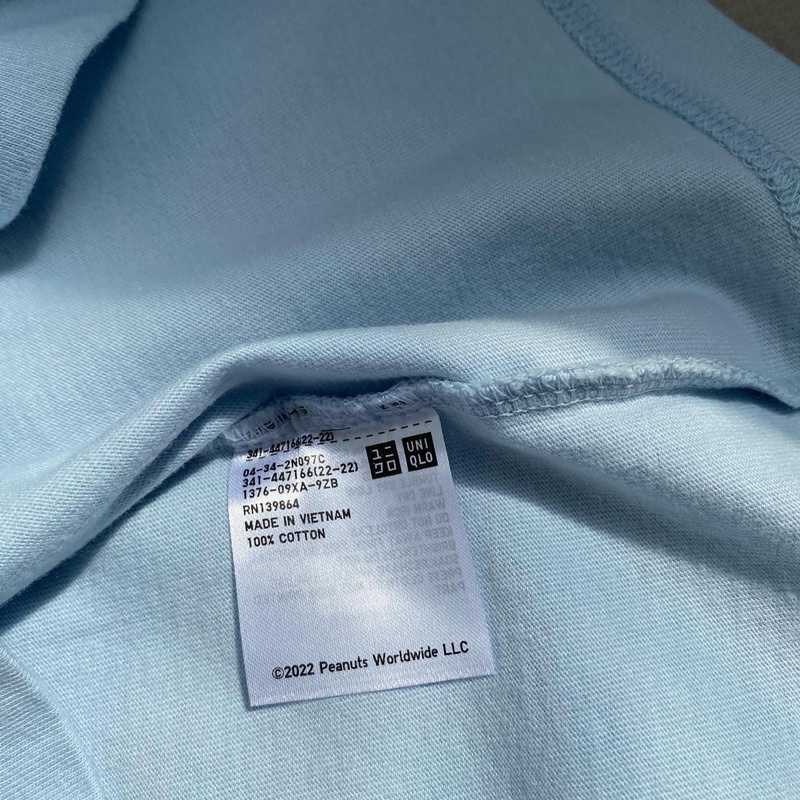 341-447166(22-22)
04-34-2N097C
341-447166(22-22)
1376-09XA-9ZB
RN139864
MADE IN VIETNAM
100% COTTON
ユニ
クロ
UNI
QLO
©2022 Peanuts Worldwide LLC